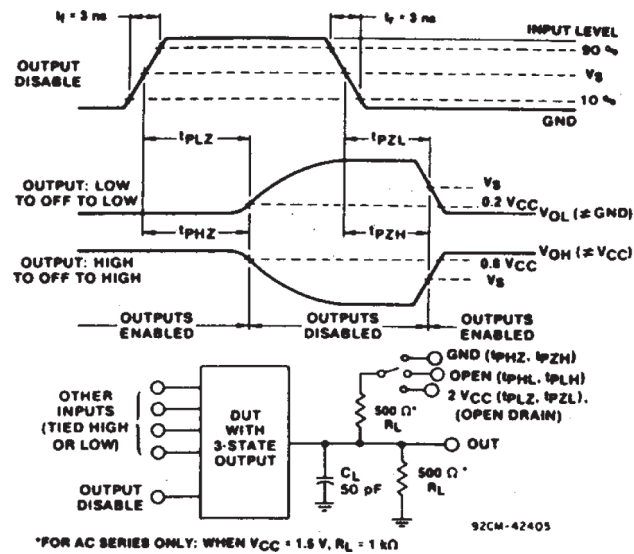 tf = 3 ns
tr = 3 ns
INPUT LEVEL
90 %
OUTPUT DISABLE
VS
10 %
GND
tPLZ
tPZL
OUTPUT: LOW TO OFF TO LOW
VS
0.2 VCC
VOL (≠ GND)
tPHZ
tPZH
VOH (≠ VCC)
OUTPUT: HIGH TO OFF TO HIGH
0.8 VCC
VS
OUTPUTS ENABLED
OUTPUTS DISABLED
OUTPUTS ENABLED
GND (tPHZ, tPZH)
OPEN (tPHL, tPLH)
2 VCC (tPLZ, tPZL),
(OPEN DRAIN)
OTHER INPUTS (TIED HIGH OR LOW)
DUT WITH 3-STATE OUTPUT
500 Ω*
RL
OUT
OUTPUT DISABLE
CL
50 pF
500 Ω*
RL
92CM-42405
*FOR AC SERIES ONLY: WHEN VCC = 1.5 V, RL = 1 kΩ